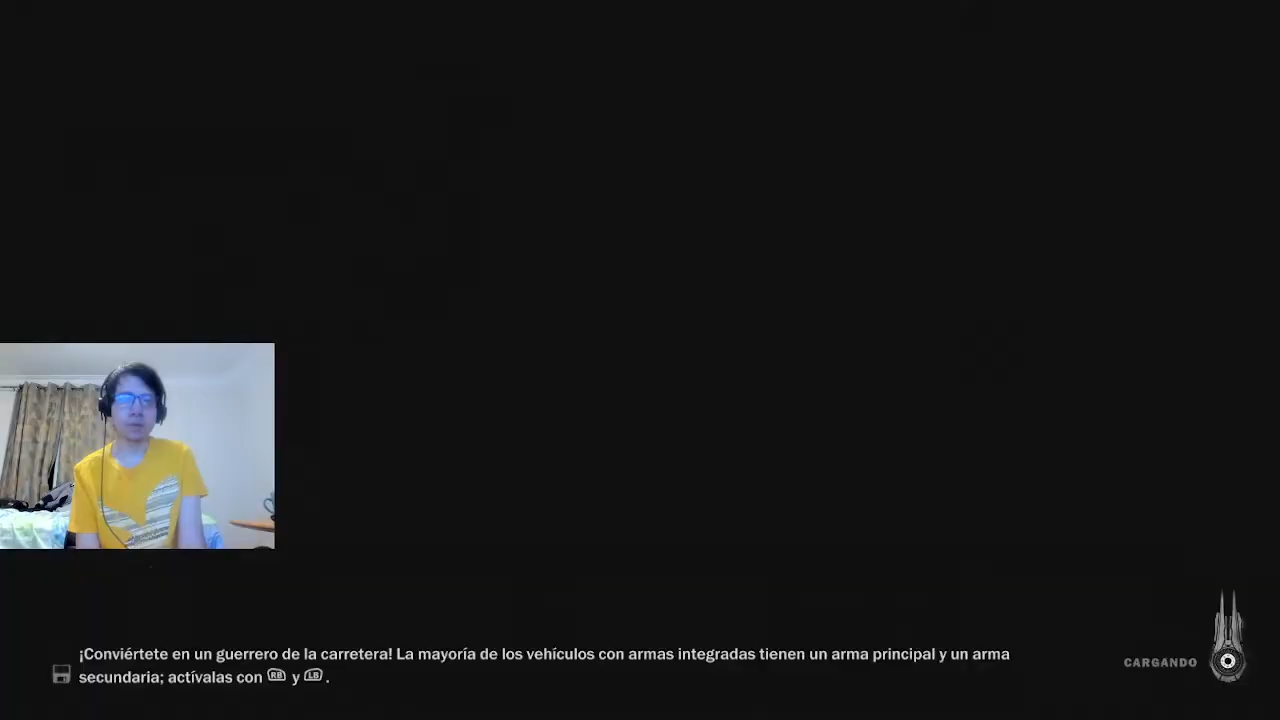 ¡Conviértete en un guerrero de la carretera! La mayoría de los vehículos con armas integradas tienen un arma principal y un arma
secundaria; actívalas con RB y LB.
CARGANDO